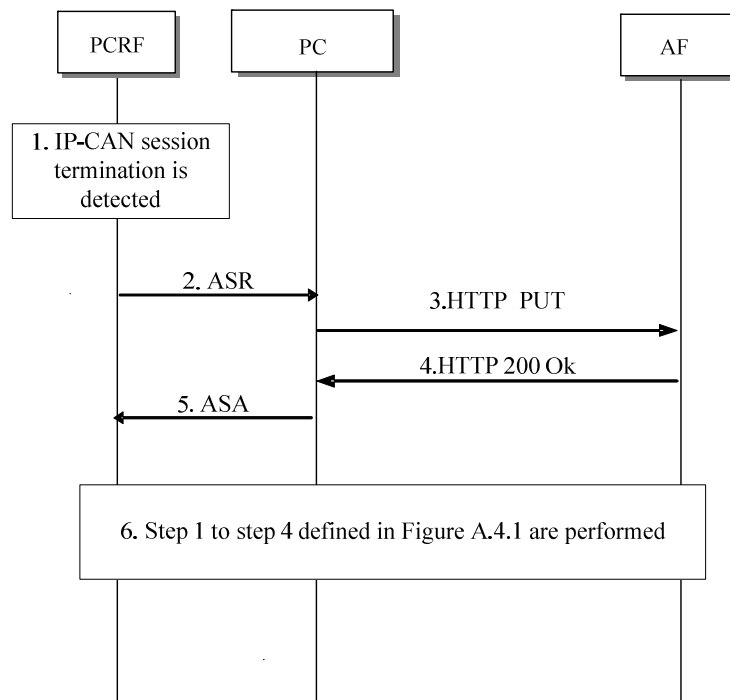 PCRF
PC
AF
1. IP-CAN session
termination is
detected
2. ASR
3.HTTP PUT
4.HTTP 200 Ok
5. ASA
6. Step 1 to step 4 defined in Figure A.4.1 are performed